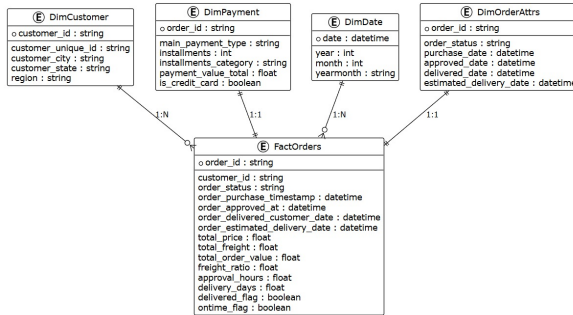 E DimCustomer
customer_id : string
customer_unique_id : string
customer_city : string
customer_state : string
region : string
E DimPayment
order_id : string
main_payment_type : string
installments : int
installments_category : string
payment_value_total : float
is_credit_card : boolean
E DimDate
date : datetime
year : int
month : int
yearmonth : string
E DimOrderAttrs
order_id : string
order_status : string
purchase_date : datetime
approved_date : datetime
delivered_date : datetime
estimated_delivery_date : datetime
1:N
1:1
1:N
1:1
E FactOrders
order_id : string
customer_id : string
order_status : string
order_purchase_timestamp : datetime
order_approved_at : datetime
order_delivered_customer_date : datetime
order_estimated_delivery_date : datetime
total_price : float
total_freight : float
total_order_value : float
freight_ratio : float
approval_hours : float
delivery_days : float
delivered_flag : boolean
ontime_flag : boolean